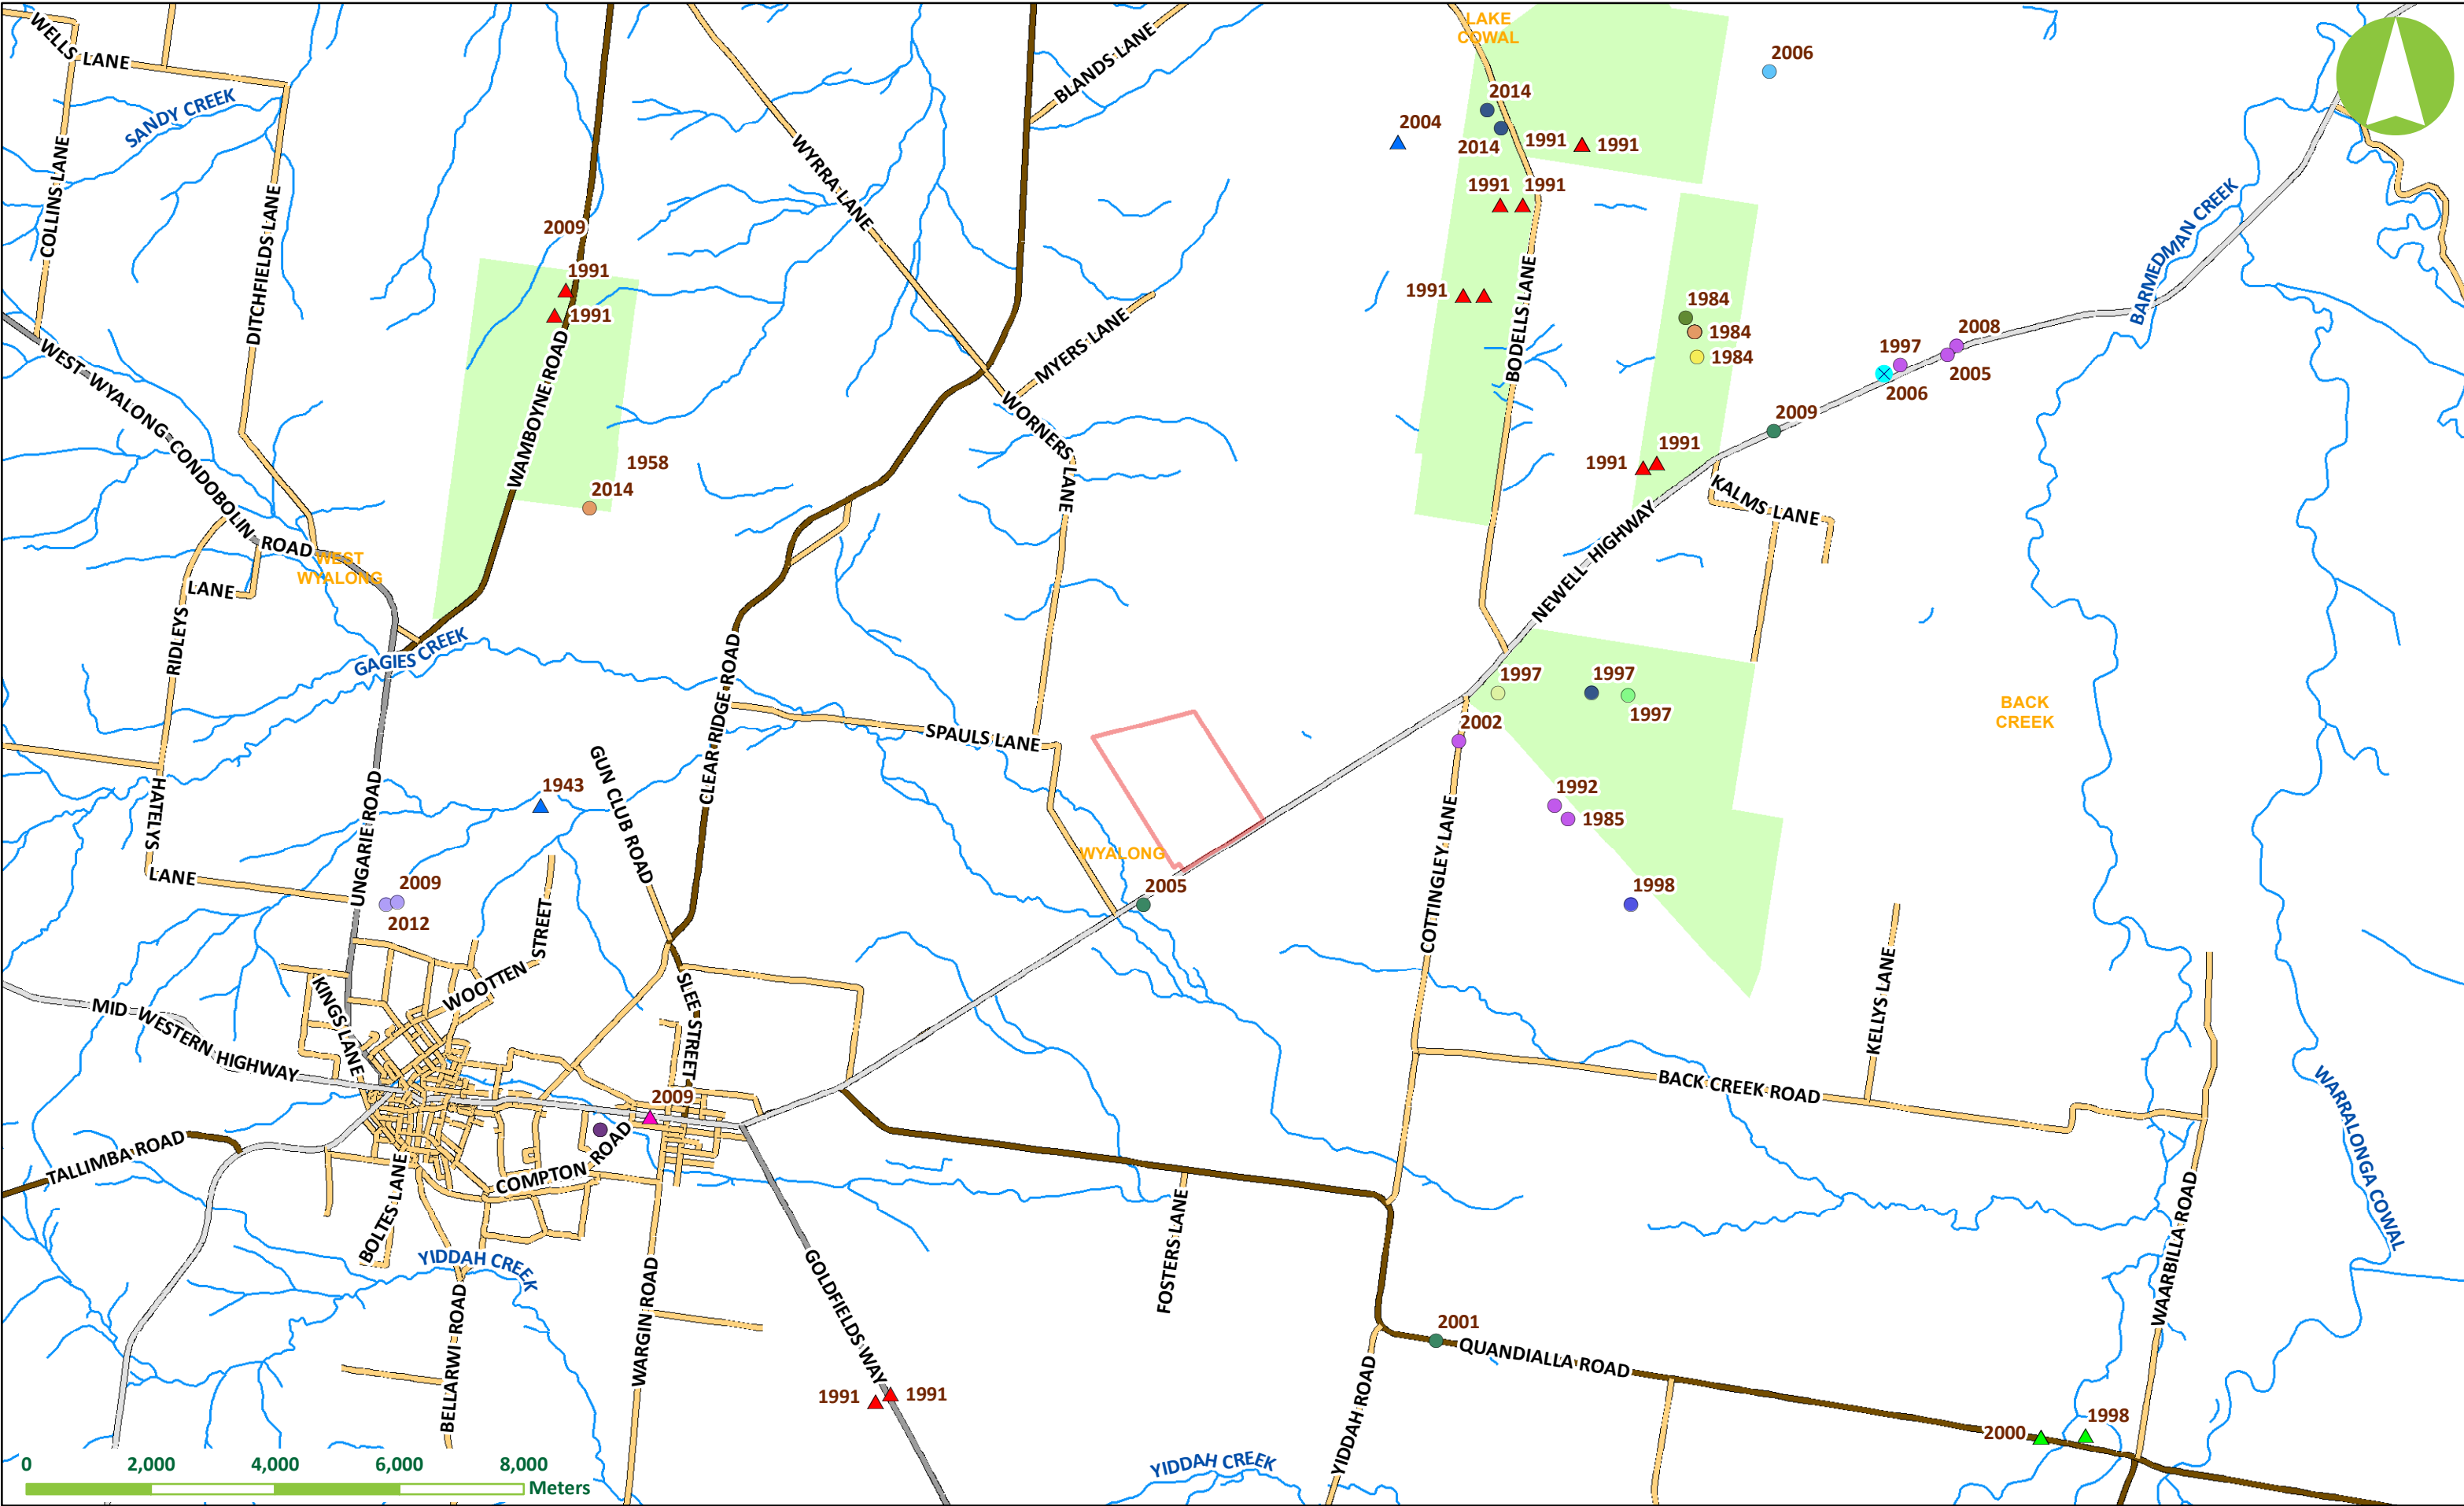 WELLS LANE
LAKE
COWAL
BLANDS LANE
2006
SANDY CREEK
2014
2004
COLLINS LANE
WYRRA LANE
2014
1991
1991
1991
1991
DITCHFIELDS LANE
BARMEDMAN CREEK
2009
1991
1991
1991
BODELLS LANE
1984
1984
1984
MYERS LANE
2008
1997
2005
2006
WEST WYALONG CONDOBOLIN ROAD
WAMBOYNE ROAD
WORNERS LANE
2009
1958
2014
1991
1991
KALMS LANE
NEWELL HIGHWAY
WEST
WYALONG
RIDLEYS LANE
GAGIES CREEK
CLEAR RIDGE ROAD
1997
1997
1997
2002
BACK
CREEK
SPAULS LANE
GUN CLUB ROAD
1943
HATELYS LANE
UNGARIE ROAD
1992
1985
COTTINGLEY LANE
WYALONG
2005
2009
2012
1998
WOOTTEN STREET
KINGS LANE
SLEE STREET
KELLYS LANE
MID WESTERN HIGHWAY
BACK CREEK ROAD
2009
WARRALONGA COWAL
COMPTON ROAD
TALLIMBA ROAD
BOLTES LANE
FOSTERS LANE
WAARBILLA ROAD
YIDDAH CREEK
GOLDFIELDS WAY
WARGIN ROAD
BELLARWI ROAD
2001
QUANDIALLA ROAD
YIDDAH ROAD
1991
1991
1998
2000
YIDDAH CREEK
0 2,000 4,000 6,000 8,000
Meters